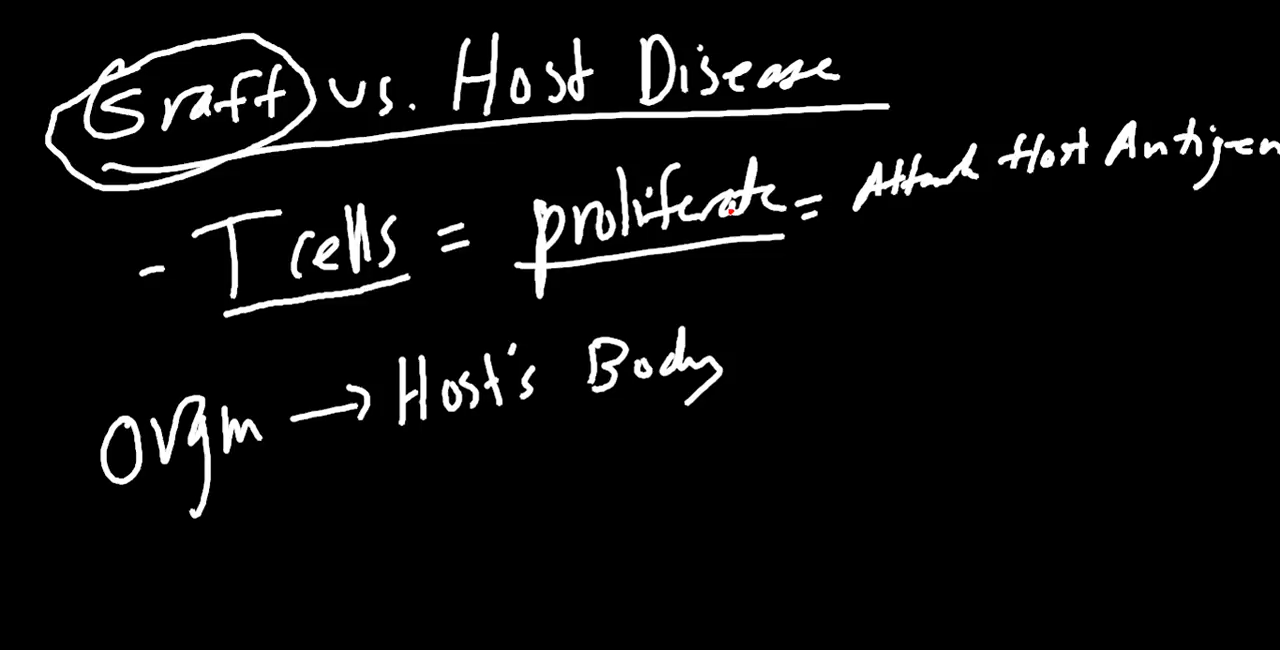 Graft vs. Host Disease
- T cells = proliferate = Attack Host Antigen
Organ → Host's Body